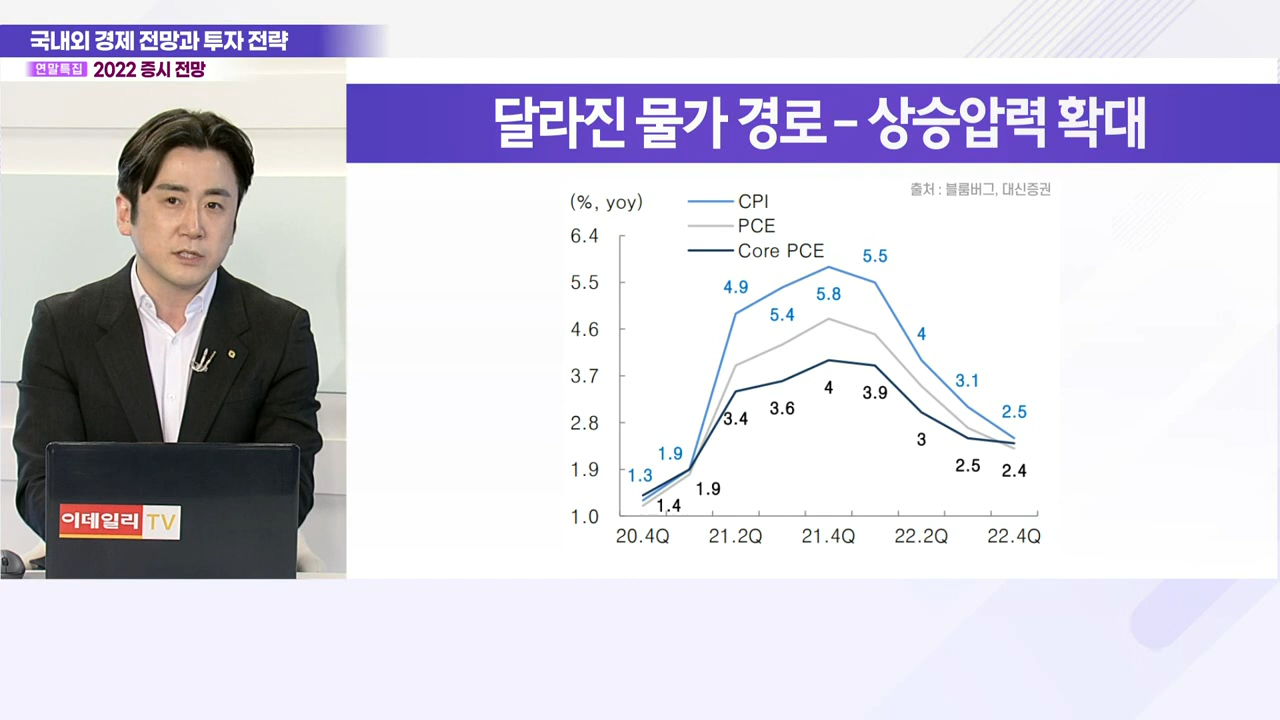 국내외 경제 전망과 투자 전략
연말특집 2022 증시 전망
달라진 물가 경로 – 상승압력 확대
출처 : 블룸버그, 대신증권
(%, yoy)
CPI
PCE
Core PCE
6.4
5.5
4.6
3.7
2.8
1.9
1.0
1.3
1.9
4.9
5.4
5.8
5.5
4
3.1
2.5
1.4
1.9
3.4
3.6
4
3.9
3
2.5
2.4
20.4Q 21.2Q 21.4Q 22.2Q 22.4Q
이데일리 TV